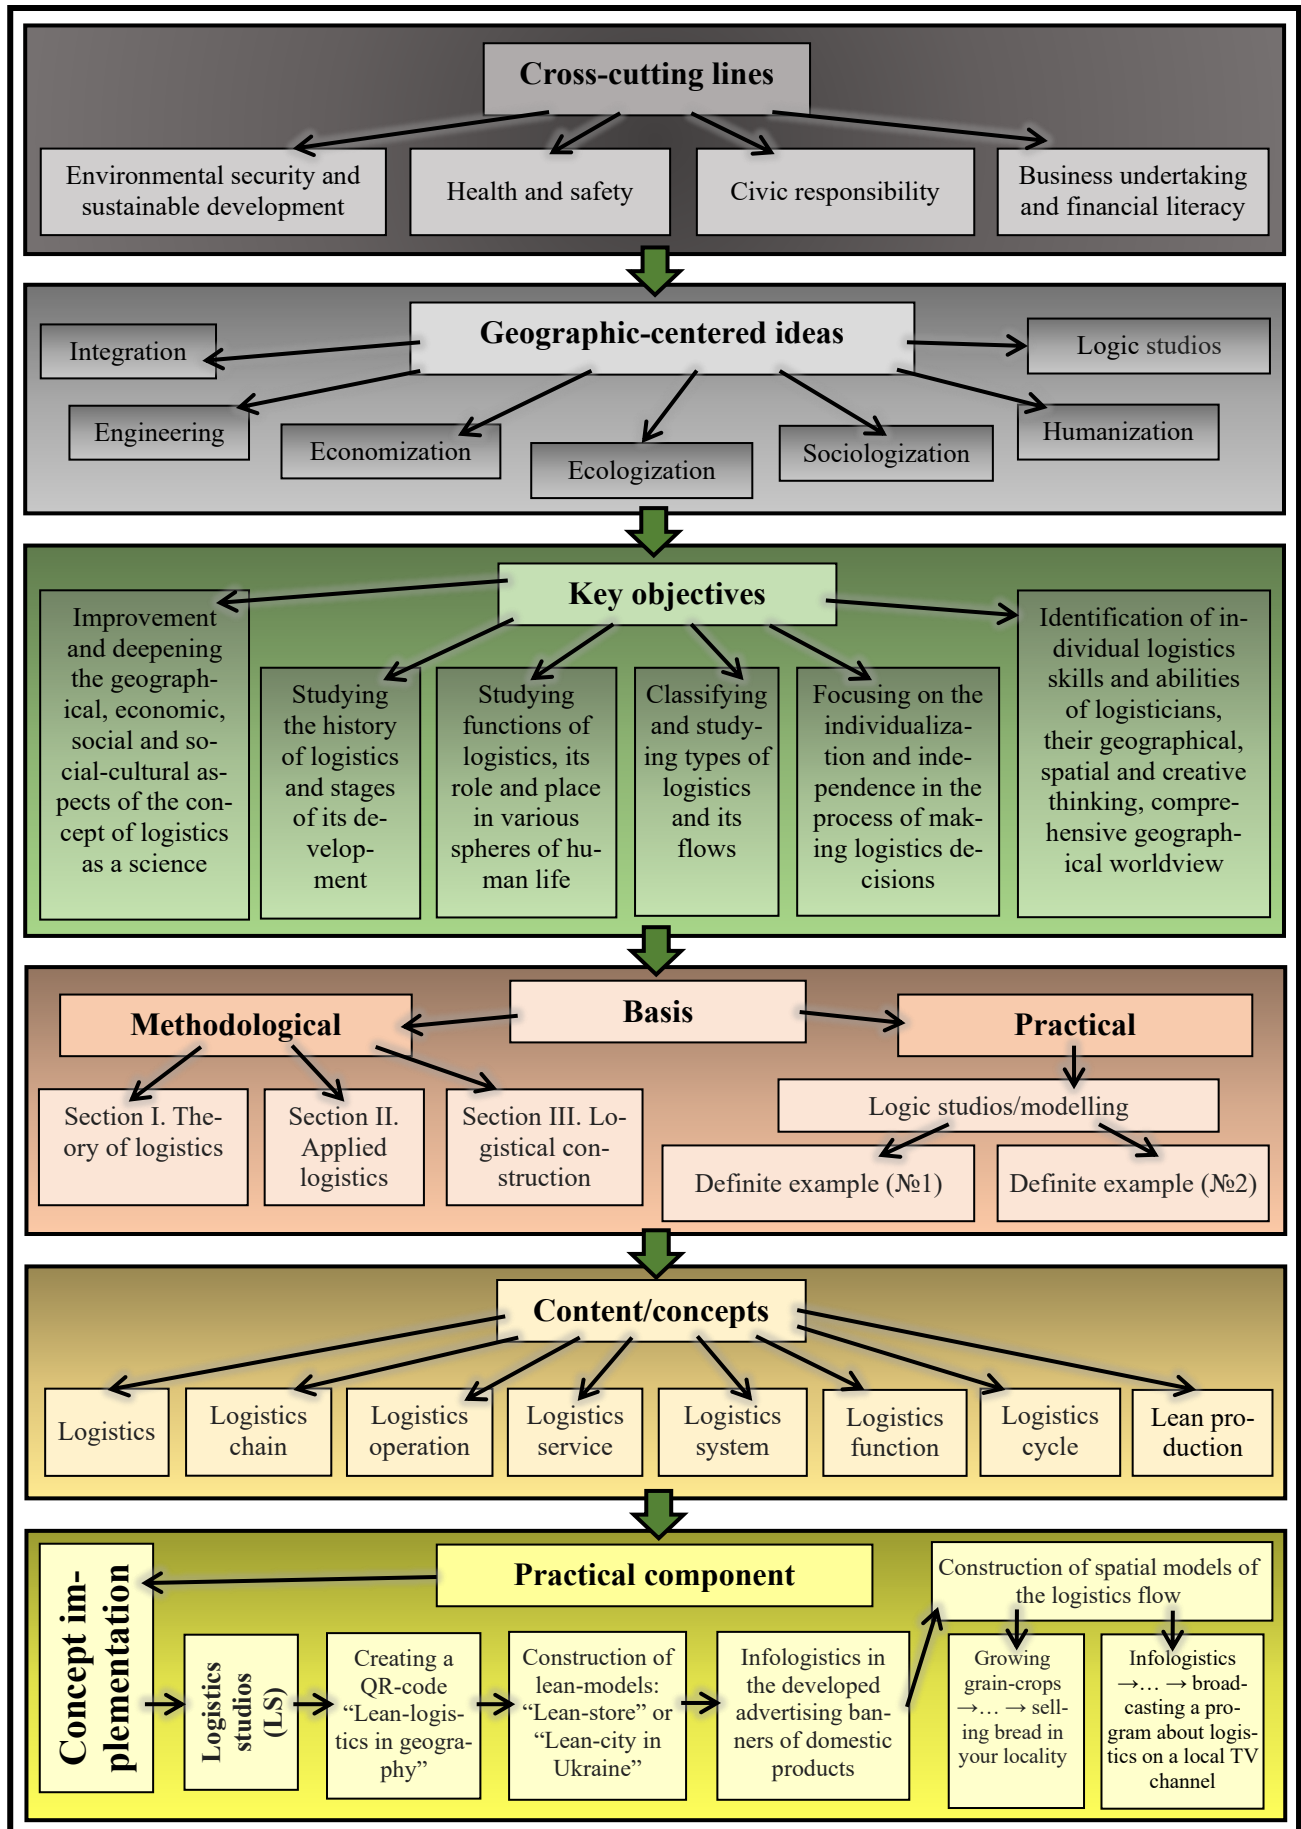 Cross-cutting lines
Environmental security and
sustainable development
Health and safety
Civic responsibility
Business undertaking
and financial literacy
Geographic-centered ideas
Integration
Logic studios
Engineering
Economization
Ecologization
Sociologization
Humanization
Key objectives
Improvement
and deepening
the geograph-
ical, economic,
social and so-
cial-cultural as-
pects of the con-
cept of logistics
as a science
Studying
the history
of logistics
and stages
of its de-
velop-
ment
Studying
functions of
logistics, its
role and place
in various
spheres of hu-
man life
Classifying
and study-
ing types of
logistics
and its
flows
Focusing on the
individualiza-
tion and inde-
pendence in the
process of mak-
ing logistics de-
cisions
Identification of in-
dividual logistics
skills and abilities
of logisticians,
their geographical,
spatial and creative
thinking, compre-
hensive geograph-
ical worldview
Basis
Methodological
Practical
Section I. The-
ory of logistics
Section II.
Applied
logistics
Section III. Lo-
gistical con-
struction
Logic studios/modelling
Definite example (№1)
Definite example (№2)
Content/concepts
Logistics
Logistics
chain
Logistics
operation
Logistics
service
Logistics
system
Logistics
function
Logistics
cycle
Lean pro-
duction
Practical component
Concept im-
plementation
Logistics
studios
(LS)
Creating a
QR-code
“Lean-logis-
tics in geogra-
phy”
Construction of
lean-models:
“Lean-store” or
“Lean-city in
Ukraine”
Infologistics in
the developed
advertising ban-
ners of domestic
products
Construction of spatial models of
the logistics flow
Growing
grain-crops
→… → sell-
ing bread in
your locality
Infologistics
→… → broad-
casting a pro-
gram about logis-
tics on a local TV
channel